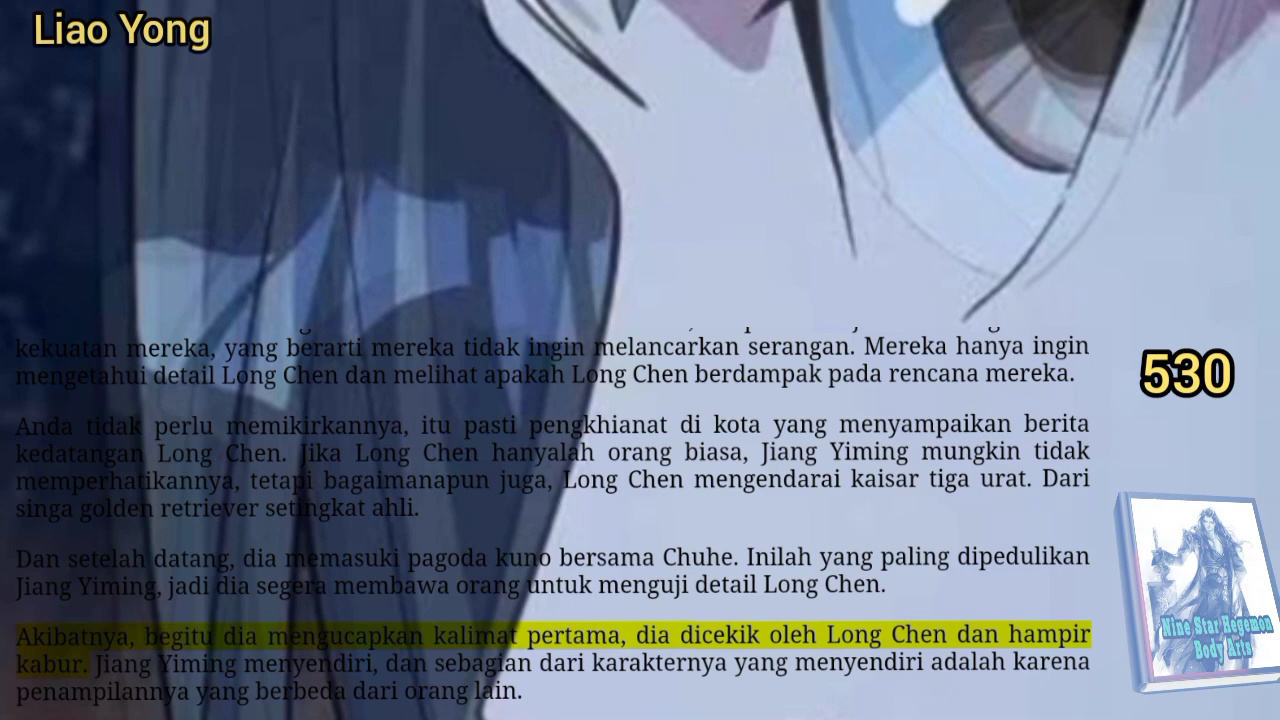 Liao Yong
kekuatan mereka, yang berarti mereka tidak ingin melancarkan serangan. Mereka hanya ingin
mengetahui detail Long Chen dan melihat apakah Long Chen berdampak pada rencana mereka.
530
Anda tidak perlu memikirkannya, itu pasti pengkhianat di kota yang menyampaikan berita
kedatangan Long Chen. Jika Long Chen hanyalah orang biasa, Jiang Yiming mungkin tidak
memperhatikannya, tetapi bagaimanapun juga, Long Chen mengendarai kaisar tiga urat. Dari
singa golden retriever setingkat ahli.
Dan setelah datang, dia memasuki pagoda kuno bersama Chuhe. Inilah yang paling dipedulikan
Jiang Yiming, jadi dia segera membawa orang untuk menguji detail Long Chen.
Akibatnya, begitu dia mengucapkan kalimat pertama, dia dicekik oleh Long Chen dan hampir
kabur. Jiang Yiming menyendiri, dan sebagian dari karakternya yang menyendiri adalah karena
penampilannya yang berbeda dari orang lain.
Nine Star Hegemon
Body Arts